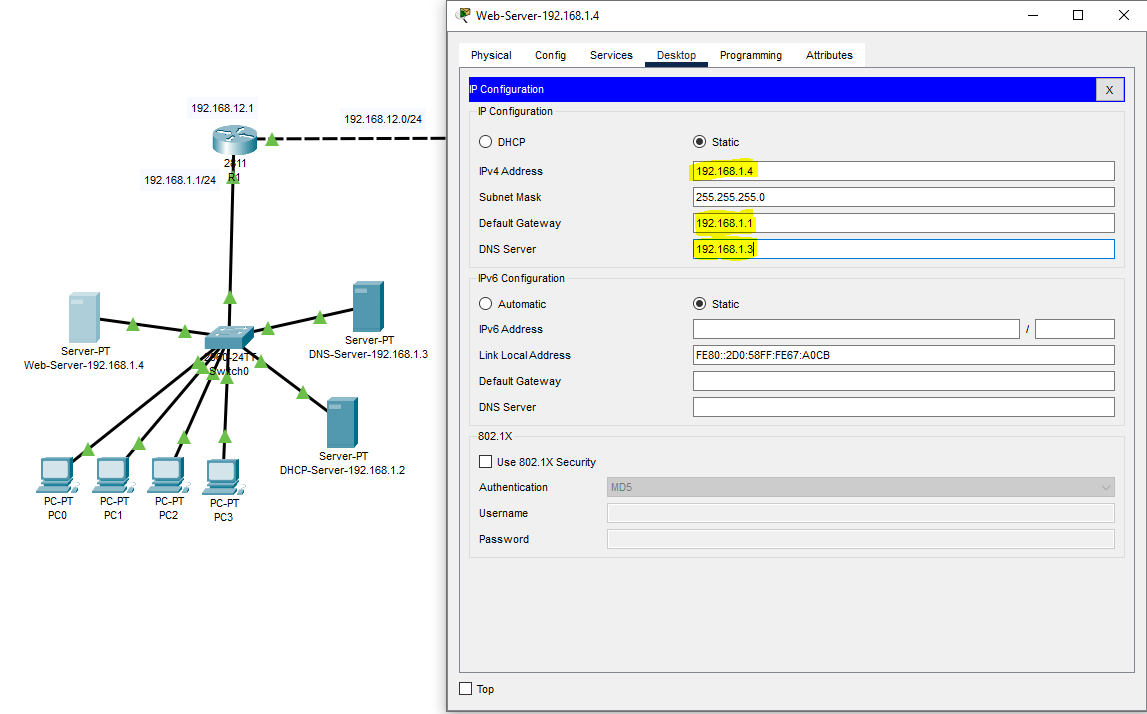 192.168.12.1
192.168.12.0/24
2811
R1
192.168.1.1/24
Server-PT
Web-Server-192.168.1.4
Server-PT
DNS-Server-192.168.1.3
2960-24TT
Switch0
Server-PT
DHCP-Server-192.168.1.2
PC-PT
PC0
PC-PT
PC1
PC-PT
PC2
PC-PT
PC3
Web-Server-192.168.1.4
Physical Config Services Desktop Programming Attributes
IP Configuration X
IP Configuration
DHCP Static
IPv4 Address 192.168.1.4
Subnet Mask 255.255.255.0
Default Gateway 192.168.1.1
DNS Server 192.168.1.3
IPv6 Configuration
Automatic Static
IPv6 Address /
Link Local Address FE80::2D0:58FF:FE67:A0CB
Default Gateway
DNS Server
802.1X
Use 802.1X Security
Authentication MD5
Username
Password
Top